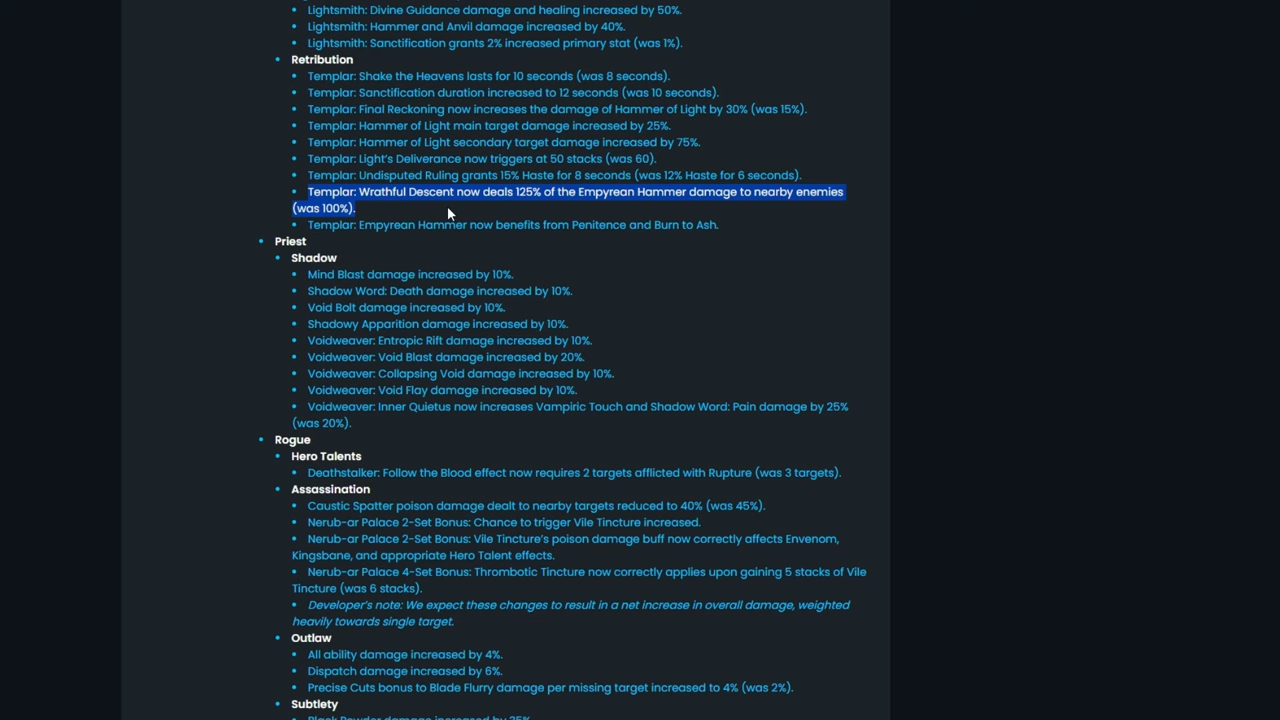 Lightsmith: Divine Guidance damage and healing increased by 50%.
Lightsmith: Hammer and Anvil damage increased by 40%.
Lightsmith: Sanctification grants 2% increased primary stat (was 1%).
Retribution
Templar: Shake the Heavens lasts for 10 seconds (was 8 seconds).
Templar: Sanctification duration increased to 12 seconds (was 10 seconds).
Templar: Final Reckoning now increases the damage of Hammer of Light by 30% (was 15%).
Templar: Hammer of Light main target damage increased by 25%.
Templar: Hammer of Light secondary target damage increased by 75%.
Templar: Light's Deliverance now triggers at 50 stacks (was 60).
Templar: Undisputed Ruling grants 15% Haste for 8 seconds (was 12% Haste for 6 seconds).
Templar: Wrathful Descent now deals 125% of the Empyrean Hammer damage to nearby enemies
(was 100%).
Templar: Empyrean Hammer now benefits from Penitence and Burn to Ash.
Priest
Shadow
Mind Blast damage increased by 10%.
Shadow Word: Death damage increased by 10%.
Void Bolt damage increased by 10%.
Shadowy Apparition damage increased by 10%.
Voidweaver: Entropic Rift damage increased by 10%.
Voidweaver: Void Blast damage increased by 20%.
Voidweaver: Collapsing Void damage increased by 10%.
Voidweaver: Void Flay damage increased by 10%.
Voidweaver: Inner Quietus now increases Vampiric Touch and Shadow Word: Pain damage by 25%
(was 20%).
Rogue
Hero Talents
Deathstalker: Follow the Blood effect now requires 2 targets afflicted with Rupture (was 3 targets).
Assassination
Caustic Spatter poison damage dealt to nearby targets reduced to 40% (was 45%).
Nerub-ar Palace 2-Set Bonus: Chance to trigger Vile Tincture increased.
Nerub-ar Palace 2-Set Bonus: Vile Tincture's poison damage buff now correctly affects Envenom,
Kingsbane, and appropriate Hero Talent effects.
Nerub-ar Palace 4-Set Bonus: Thrombotic Tincture now correctly applies upon gaining 5 stacks of Vile
Tincture (was 6 stacks).
Developer's note: We expect these changes to result in a net increase in overall damage, weighted
heavily towards single target.
Outlaw
All ability damage increased by 4%.
Dispatch damage increased by 6%.
Precise Cuts bonus to Blade Flurry damage per missing target increased to 4% (was 2%).
Subtlety
Black Powder damage increased by 25%.